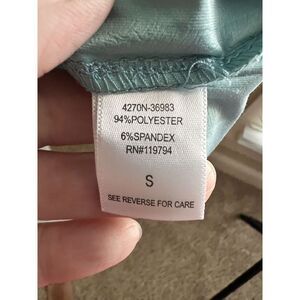 4270N-36983
94%POLYESTER
6%SPANDEX
RN#119794
S
SEE REVERSE FOR CARE